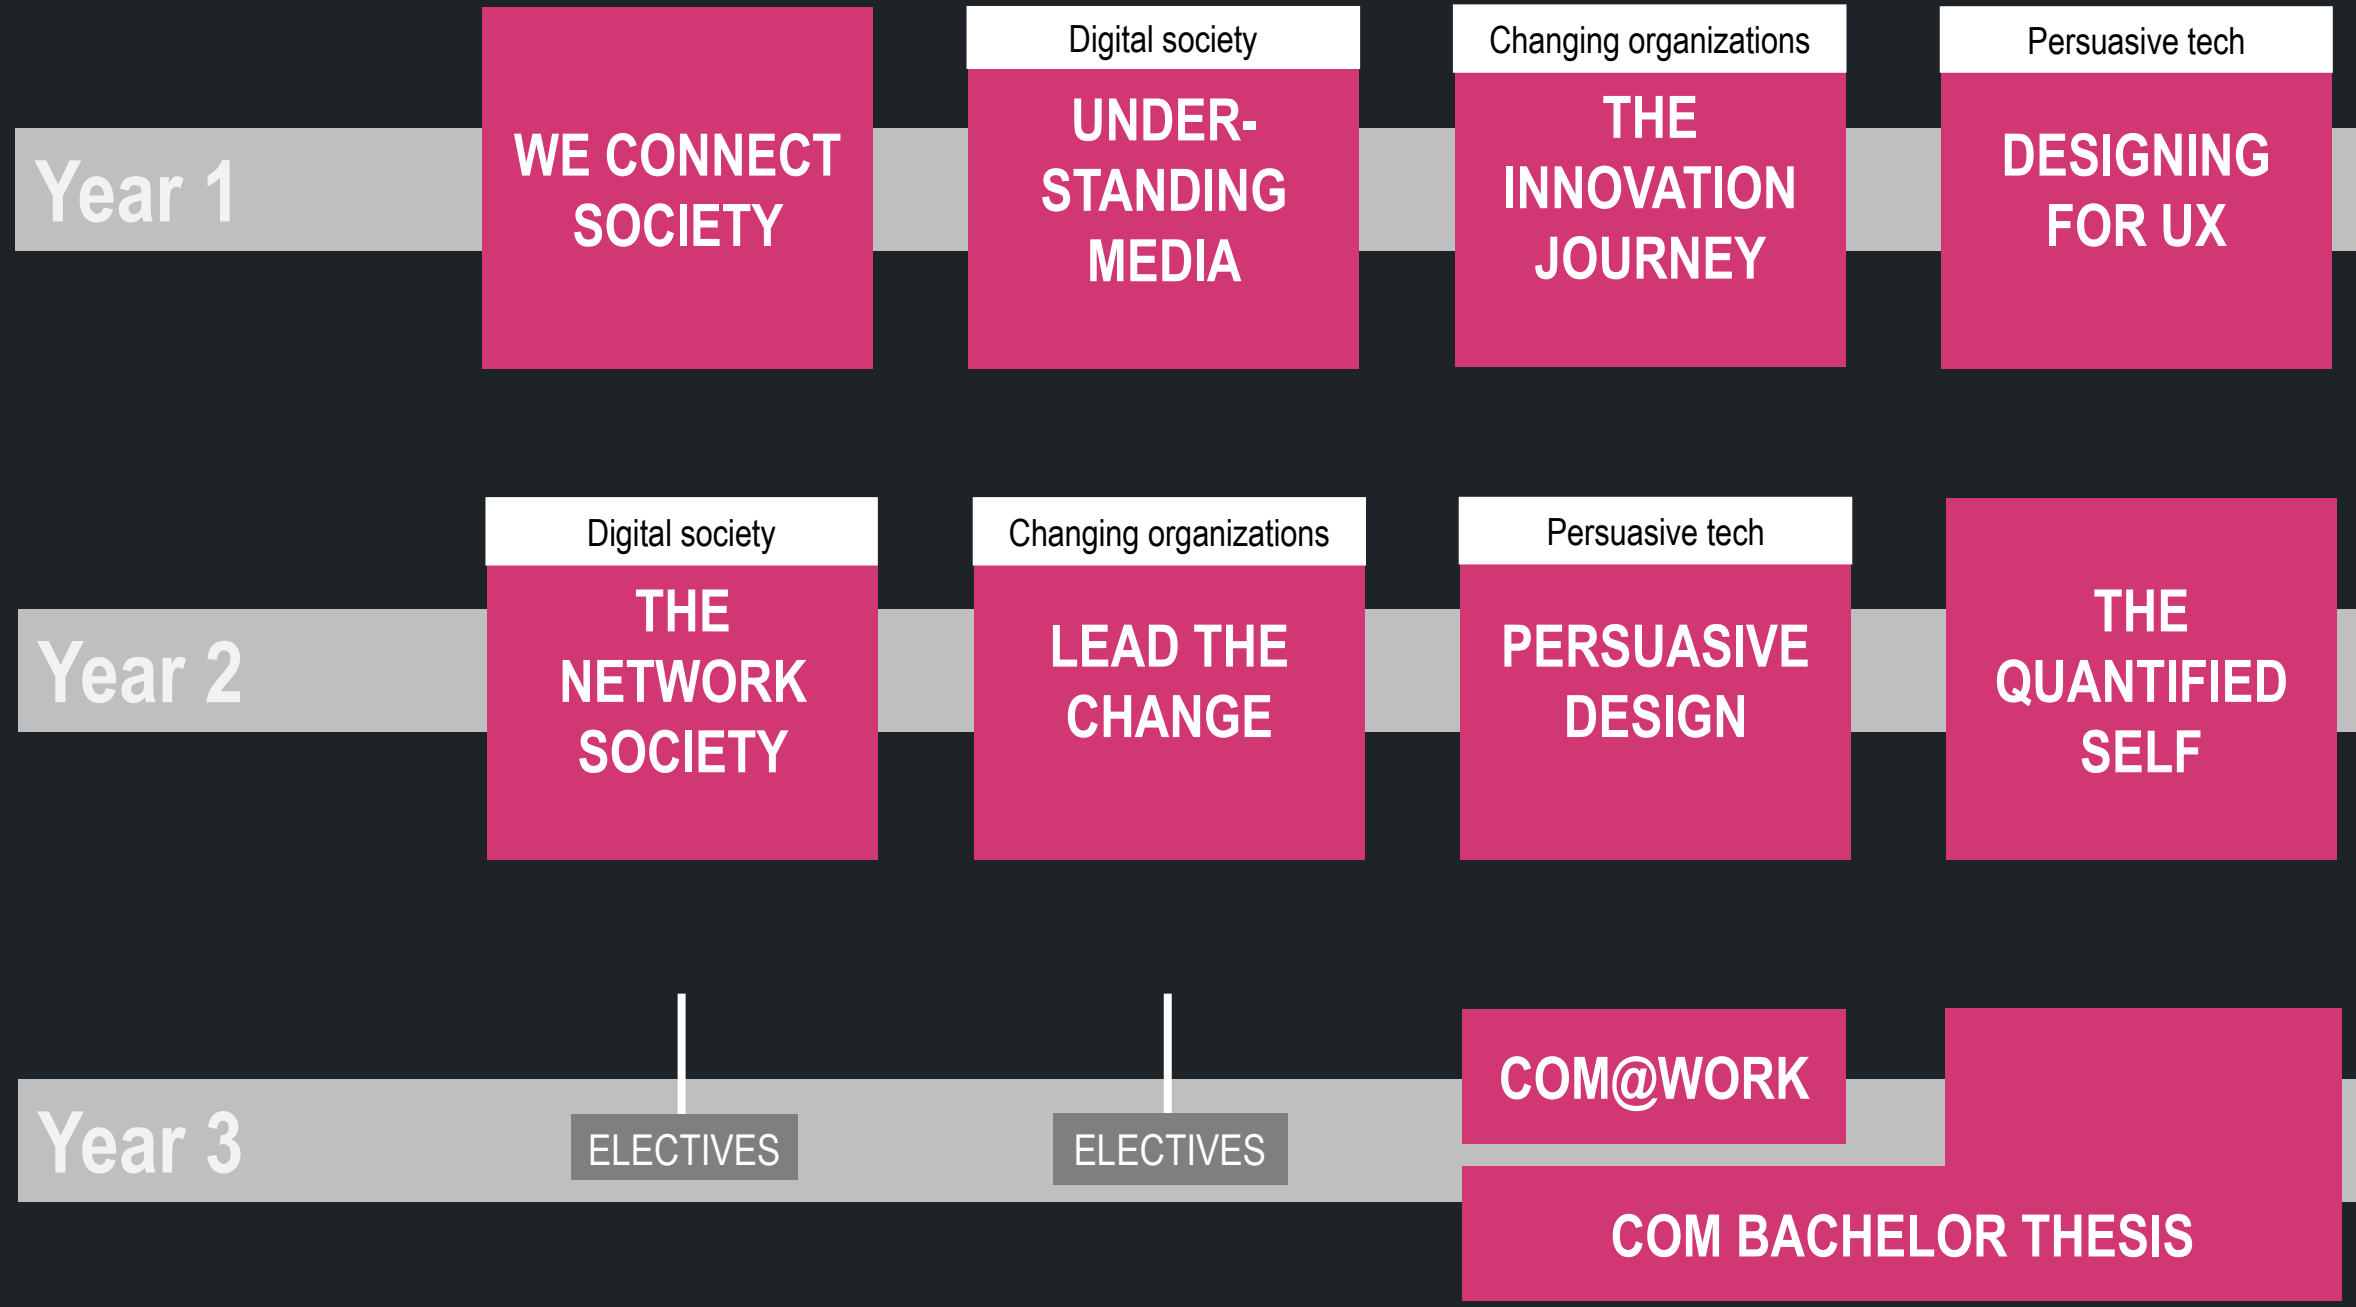 Year 1
WE CONNECT
SOCIETY
Digital society
UNDER-
STANDING
MEDIA
Changing organizations
THE
INNOVATION
JOURNEY
Persuasive tech
DESIGNING
FOR UX
Year 2
Digital society
THE
NETWORK
SOCIETY
Changing organizations
LEAD THE
CHANGE
Persuasive tech
PERSUASIVE
DESIGN
THE
QUANTIFIED
SELF
Year 3
ELECTIVES
ELECTIVES
COM@WORK
COM BACHELOR THESIS